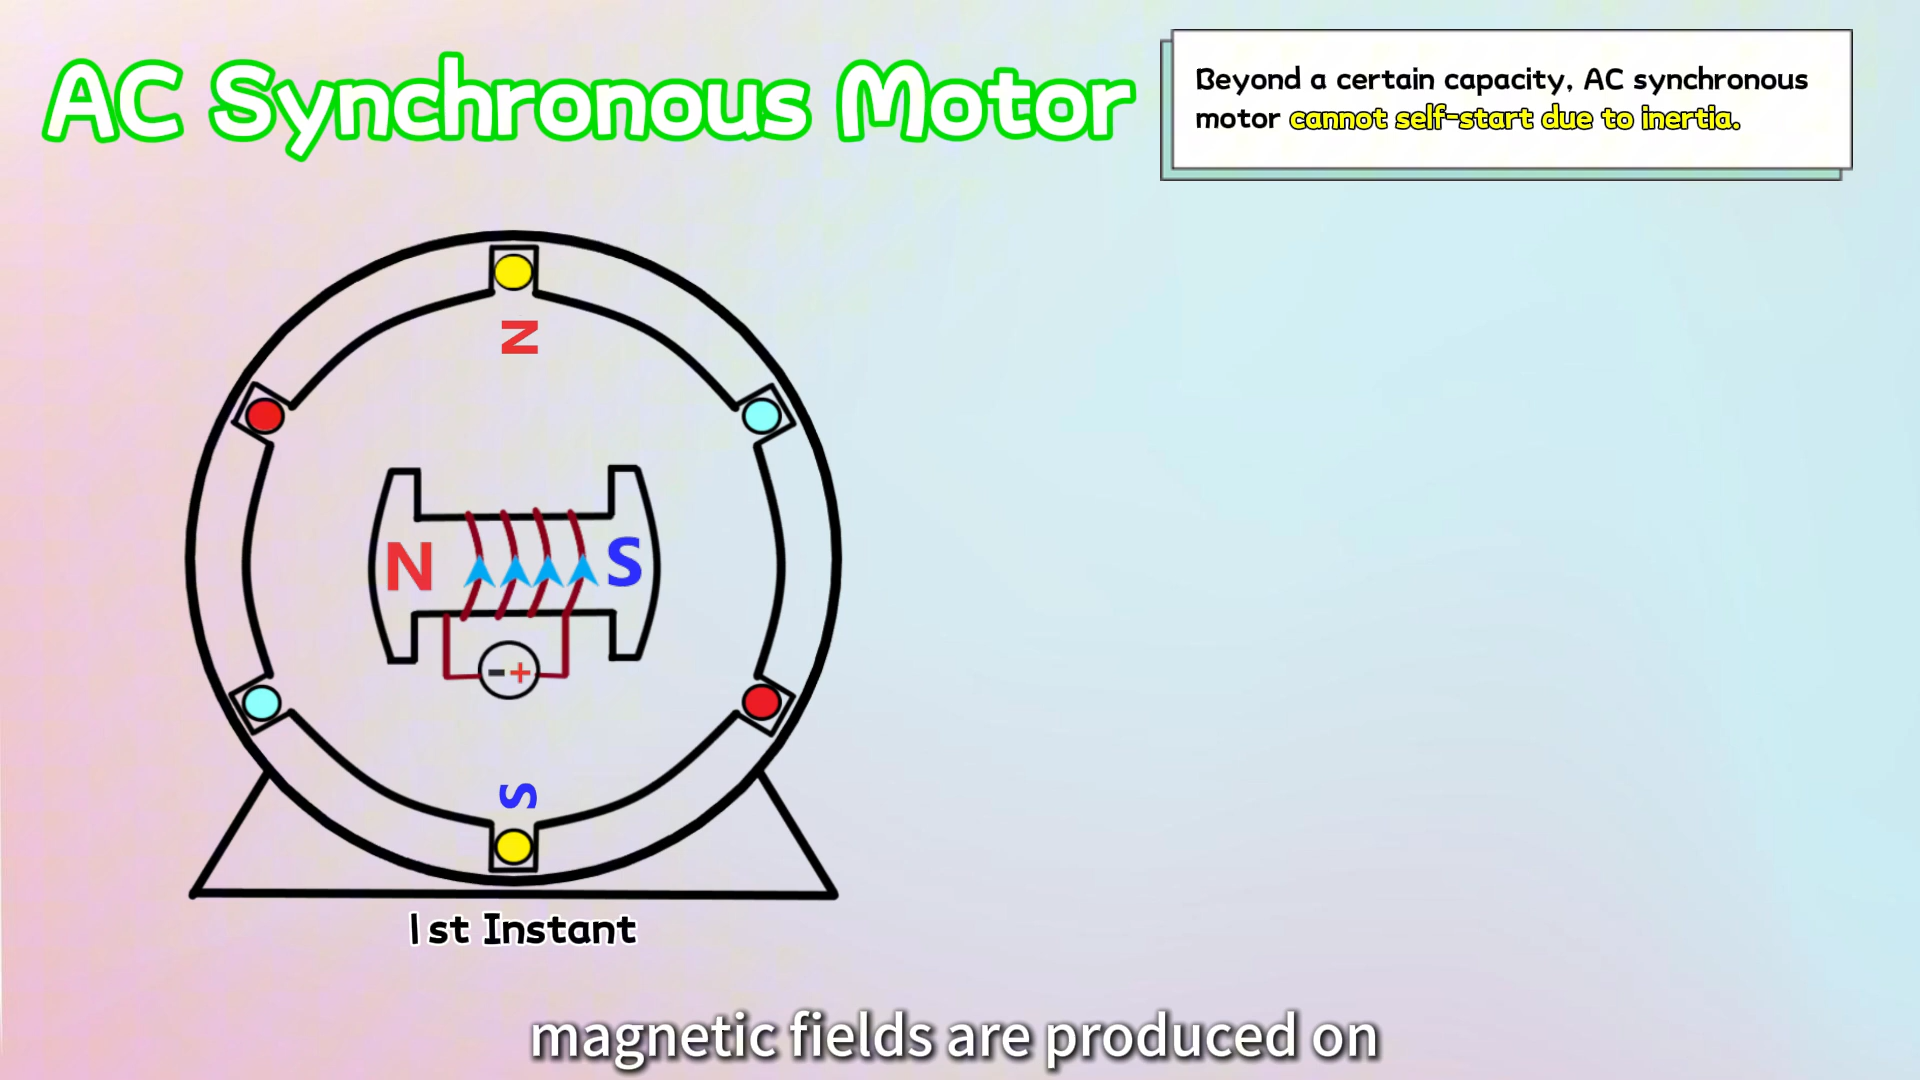 AC Synchronous Motor
Beyond a certain capacity, AC synchronous
motor cannot self-start due to inertia.
N
N S
- +
S
1st Instant
magnetic fields are produced on